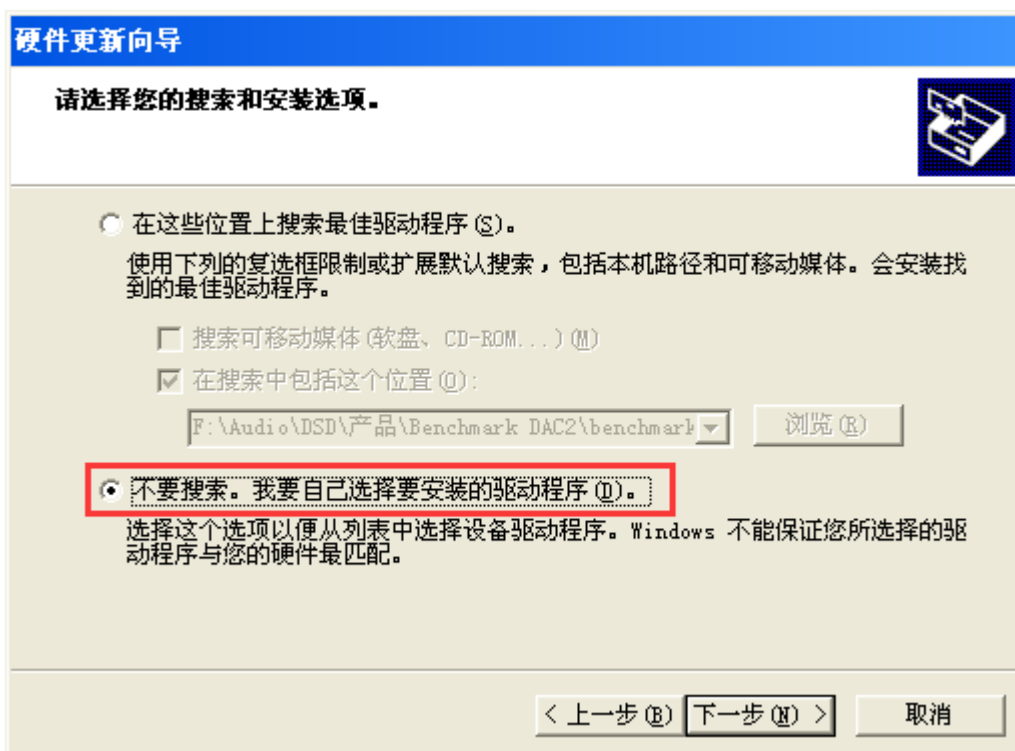 硬件更新向导
请选择您的搜索和安装选项。
在这些位置上搜索最佳驱动程序(S)。
使用下列的复选框限制或扩展默认搜索，包括本机路径和可移动媒体。会安装找
到的最佳驱动程序。
搜索可移动媒体(软盘、CD-ROM...)(M)
在搜索中包括这个位置(O):
F:\Audio\DSD\产品\Benchmark DAC2\benchmark
浏览(R)
不要搜索。我要自己选择要安装的驱动程序(D)。
选择这个选项以便从列表中选择设备驱动程序。Windows 不能保证您所选择的驱
动程序与您的硬件最匹配。
< 上一步(B) 下一步(N) > 取消